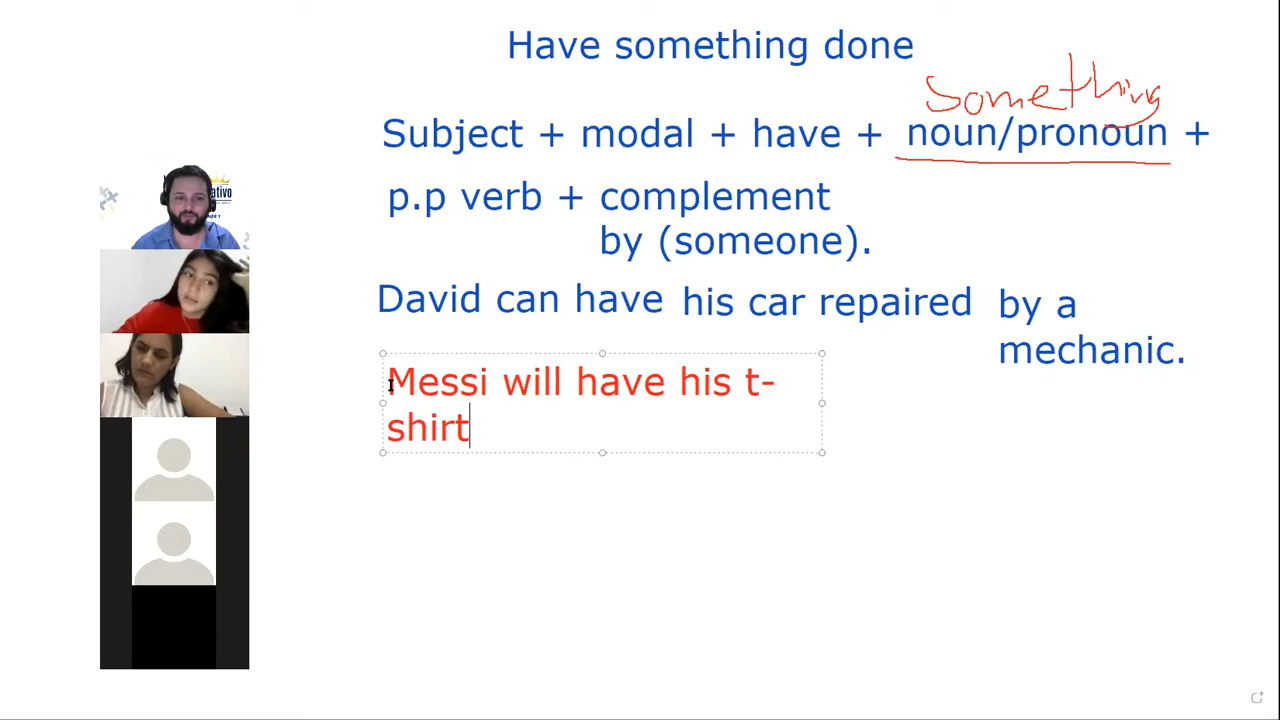 Have something done
something
Subject + modal + have + noun/pronoun +
p.p verb + complement
by (someone).
David can have his car repaired by a
mechanic.
Messi will have his t-
shirt